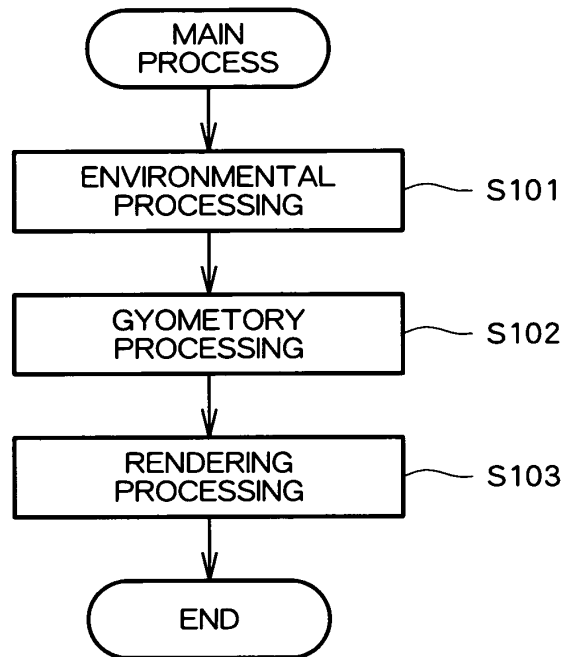 MAIN
PROCESS
ENVIRONMENTAL
PROCESSING
S101
GYOMETORY
PROCESSING
S102
RENDERING
PROCESSING
S103
END